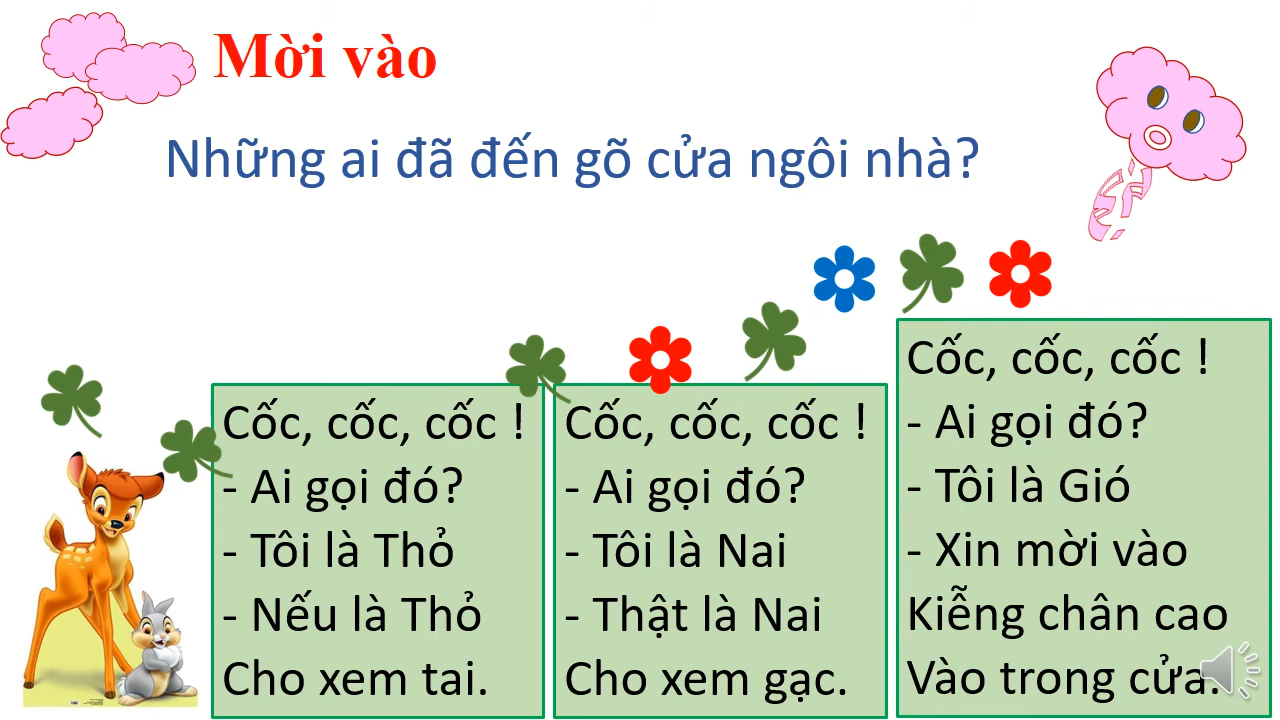 Mời vào
Những ai đã đến gõ cửa ngôi nhà?
Cốc, cốc, cốc !
- Ai gọi đó?
- Tôi là Thỏ
- Nếu là Thỏ
Cho xem tai.
Cốc, cốc, cốc !
- Ai gọi đó?
- Tôi là Nai
- Thật là Nai
Cho xem gạc.
Cốc, cốc, cốc !
- Ai gọi đó?
- Tôi là Gió
- Xin mời vào
Kiễng chân cao
Vào trong cửa.